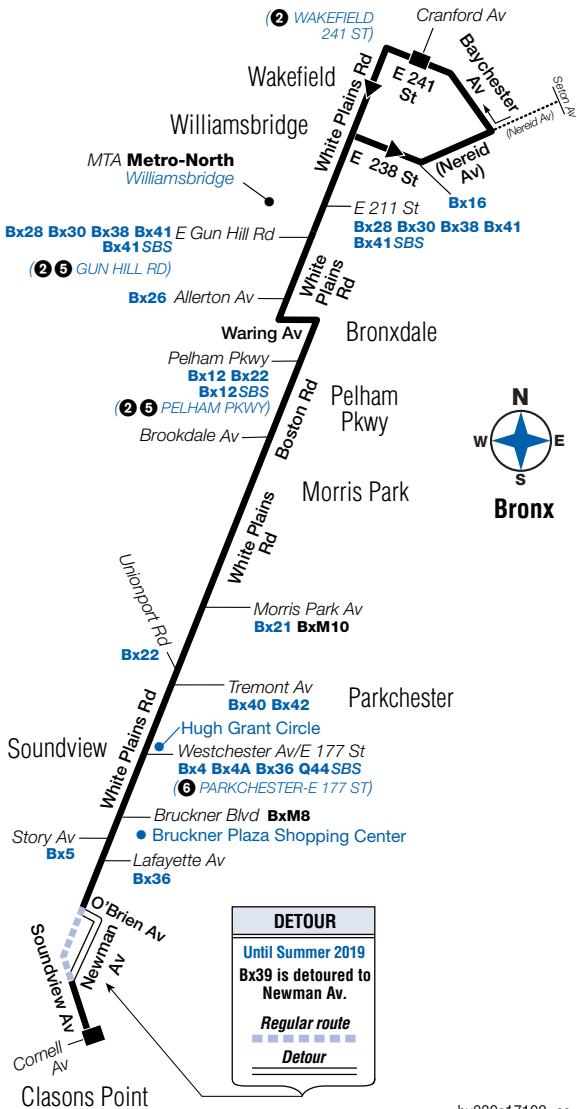 (2 WAKEFIELD
241 ST)
Cranford Av
Baychester
Av
Seton Av
Wakefield
White Plains Rd
E 241
St
(Nereid Av)
Williamsbridge
E 238 St
(Nereid
Av)
MTA Metro-North
Williamsbridge
Bx16
E 211 St
Bx28 Bx30 Bx38 Bx41
Bx41SBS
Bx28 Bx30 Bx38 Bx41 E Gun Hill Rd
Bx41SBS
(2 5 GUN HILL RD)
White
Plains
Rd
Bx26 Allerton Av
Waring Av
Bronxdale
Pelham Pkwy
Bx12 Bx22
Bx12SBS
(2 5 PELHAM PKWY)
Boston Rd
Pelham
Pkwy
Brookdale Av
N
W E
S
Bronx
Morris Park
White Plains
Rd
Morris Park Av
Bx21 BxM10
Unionport Rd
Bx22
Tremont Av
Bx40 Bx42
Parkchester
White Plains Rd
Hugh Grant Circle
Soundview
Westchester Av/E 177 St
Bx4 Bx4A Bx36 Q44SBS
(6 PARKCHESTER-E 177 ST)
Bruckner Blvd BxM8
Bruckner Plaza Shopping Center
Story Av
Bx5
Lafayette Av
Bx36
O'Brien Av
Newman
Av
Soundview Av
Cornell
Av
Clasons Point
DETOUR
Until Summer 2019
Bx39 is detoured to
Newman Av.
Regular route
Detour